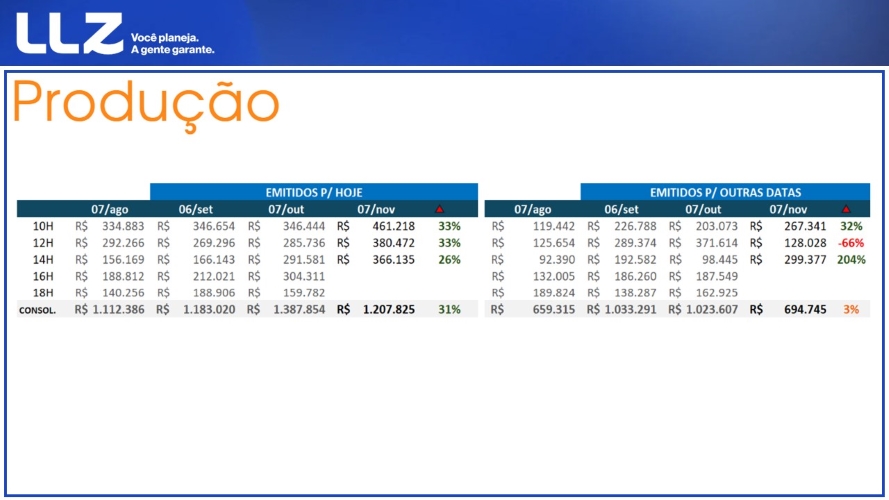 LLZ
Você planeja.
A gente garante.
Produção
EMITIDOS P/ HOJE EMITIDOS P/ OUTRAS DATAS
07/ago 06/set 07/out 07/nov 07/ago 06/set 07/out 07/nov
10H R$ 334.883 R$ 346.654 R$ 346.444 R$ 461.218 33% R$ 119.442 R$ 226.788 R$ 203.073 R$ 267.341 32%
12H R$ 292.266 R$ 269.296 R$ 285.736 R$ 380.472 33% R$ 125.654 R$ 289.374 R$ 371.614 R$ 128.028 -66%
14H R$ 156.169 R$ 166.143 R$ 291.581 R$ 366.135 26% R$ 92.390 R$ 192.582 R$ 98.445 R$ 299.377 204%
16H R$ 188.812 R$ 212.021 R$ 304.311 R$ 132.005 R$ 186.260 R$ 187.549
18H R$ 140.256 R$ 188.906 R$ 159.782 R$ 189.824 R$ 138.287 R$ 162.925
CONSOL. R$ 1.112.386 R$ 1.183.020 R$ 1.387.854 R$ 1.207.825 31% R$ 659.315 R$ 1.033.291 R$ 1.023.607 R$ 694.745 3%